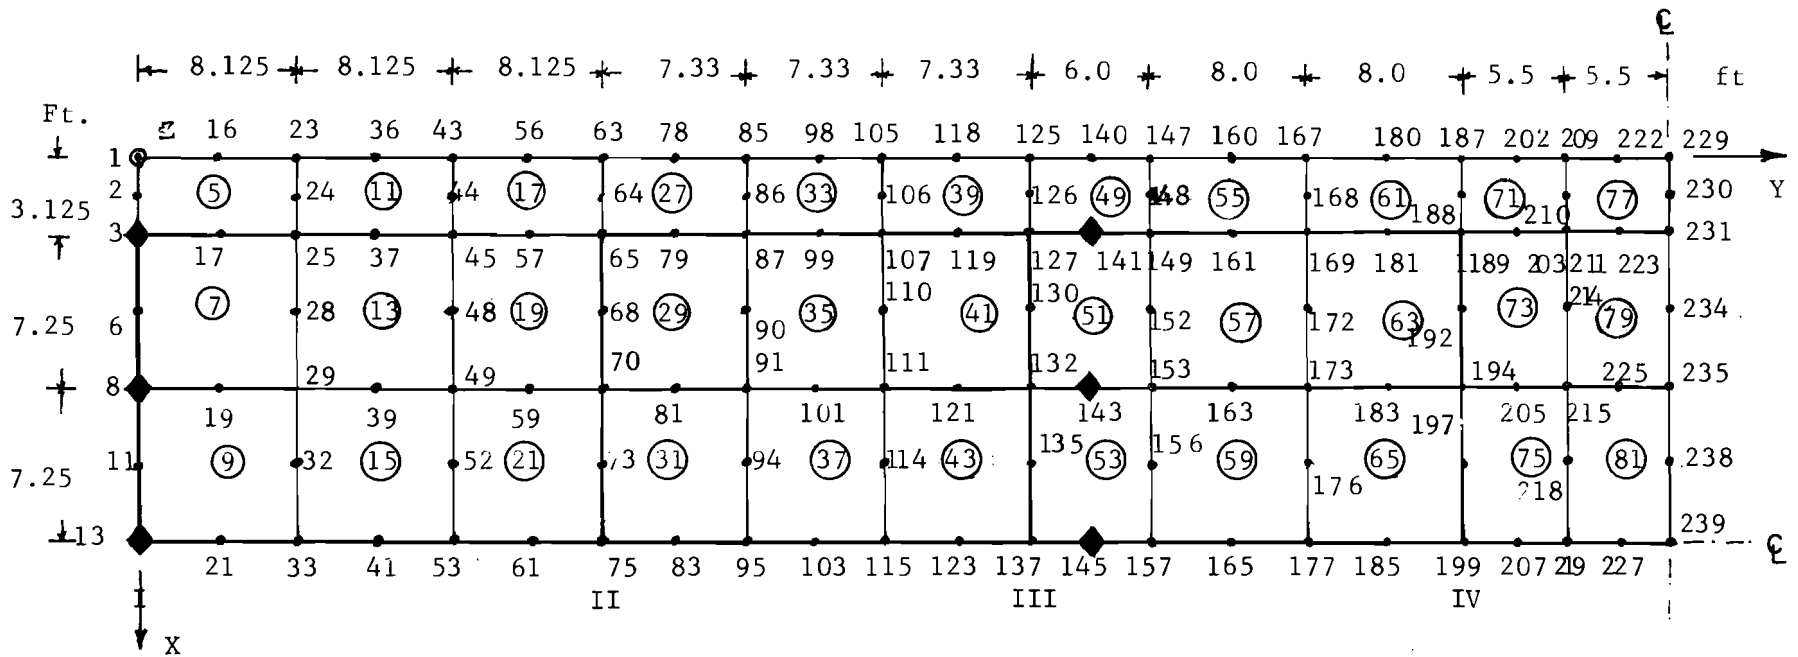 ℄
8.125 8.125 8.125 7.33 7.33 7.33 6.0 8.0 8.0 5.5 5.5 ft
Ft.
16 23 36 43 56 63 78 85 98 105 118 125 140 147 160 167 180 187 202 209 222 229
1
2 5 24 11 44 17 64 27 86 33 106 39 126 49 148 55 168 61 188 71 210 77 230 Y
3.125
3 231
17 25 37 45 57 65 79 87 99 107 119 127 141 149 161 169 181 189 203 211 223
110 130 214
7.25 6 7 28 13 48 19 68 29 90 35 41 51 152 57 172 63 192 73 79 234
8 29 49 70 91 111 132 153 173 194 225 235
19 39 59 81 101 121 143 163 183 197 205 215
7.25 11 9 32 15 52 21 73 31 94 37 114 43 135 53 156 59 176 65 75 218 81 238
13 239 ℄
21 33 41 53 61 75 83 95 103 115 123 137 145 157 165 177 185 199 207 219 227
I II III IV
X